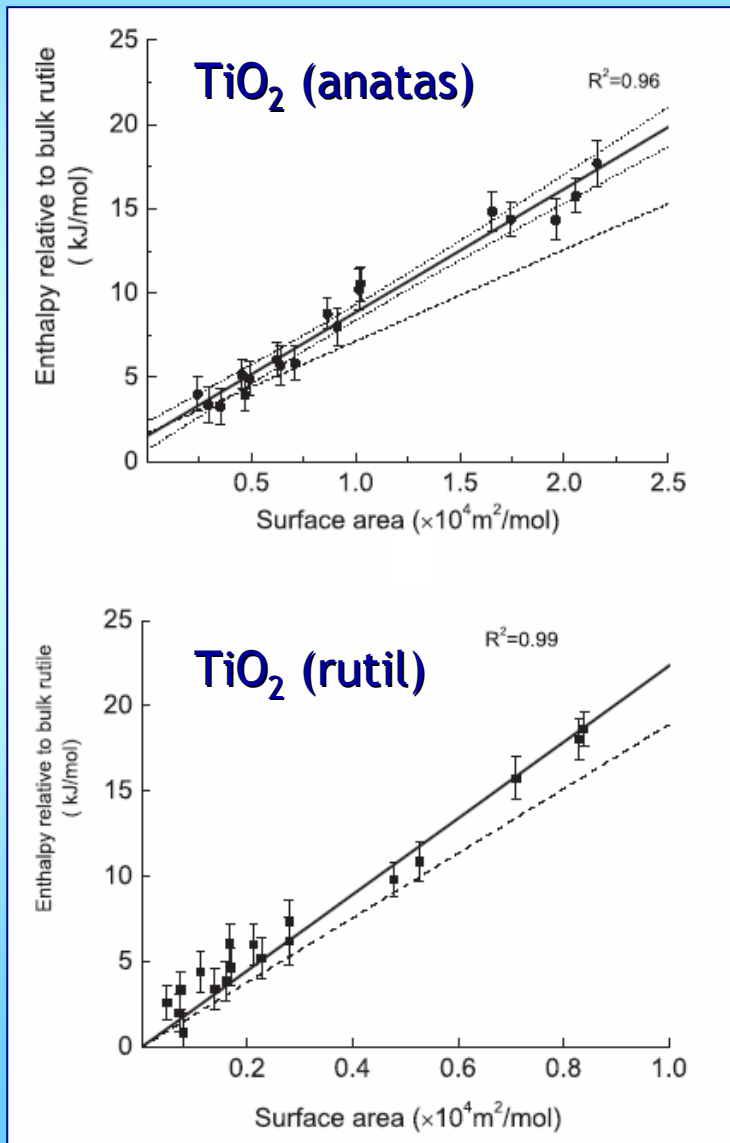 TiO₂ (anatas)
R²=0.96
Enthalpy relative to bulk rutile
( kJ/mol)
25
20
15
10
5
0
0.5 1.0 1.5 2.0 2.5
Surface area (×10⁴m²/mol)
TiO₂ (rutil)
R²=0.99
Enthalpy relative to bulk rutile
( kJ/mol)
25
20
15
10
5
0
0.2 0.4 0.6 0.8 1.0
Surface area (×10⁴m²/mol)